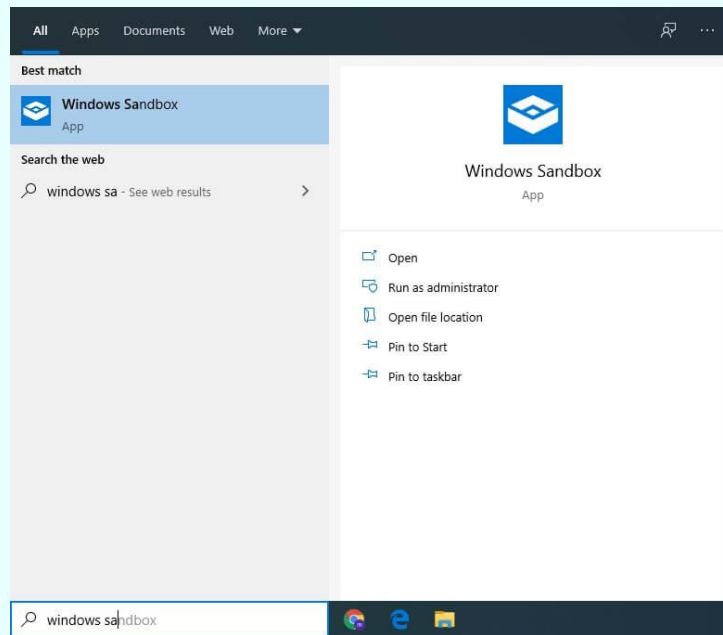 All Apps Documents Web More
Best match
Windows Sandbox
App
Search the web
windows sa - See web results
Windows Sandbox
App
Open
Run as administrator
Open file location
Pin to Start
Pin to taskbar
windows sandbox